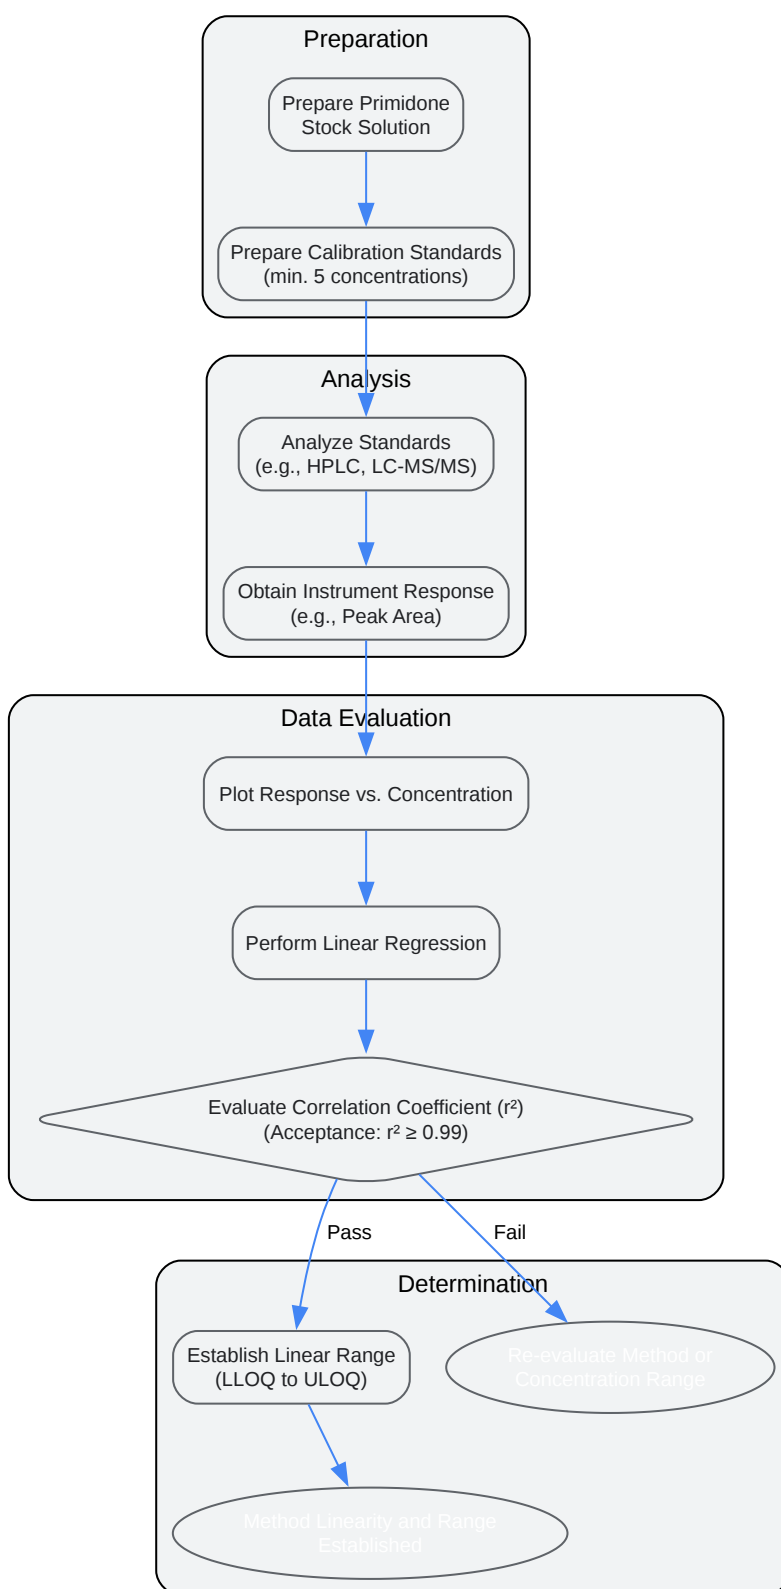 Preparation
Prepare Primidone
Stock Solution
Prepare Calibration Standards
(min. 5 concentrations)
Analysis
Analyze Standards
(e.g., HPLC, LC-MS/MS)
Obtain Instrument Response
(e.g., Peak Area)
Data Evaluation
Plot Response vs. Concentration
Perform Linear Regression
Evaluate Correlation Coefficient (r²)
(Acceptance: r² ≥ 0.99)
Pass
Fail
Determination
Establish Linear Range
(LLOQ to ULOQ)
Re-evaluate Method or
Concentration Range
Method Linearity and Range
Established